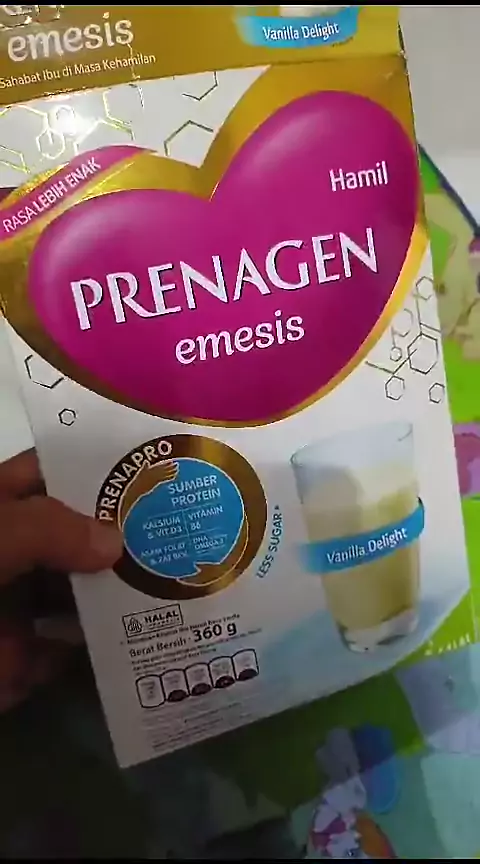 emesis
Sahabat Ibu di Masa Kehamilan
Vanilla Delight
RASA LEBIH ENAK
Hamil
PRENAGEN
emesis
PRENAPRO
SUMBER
PROTEIN
KALSIUM
& VIT.D3
VITAMIN
B6
ASAM FOLAT
& ZAT BESI
DHA
OMEGA 3
LESS SUGAR*
Vanilla Delight
HALAL
INDONESIA
Berat Bersih: 360 g